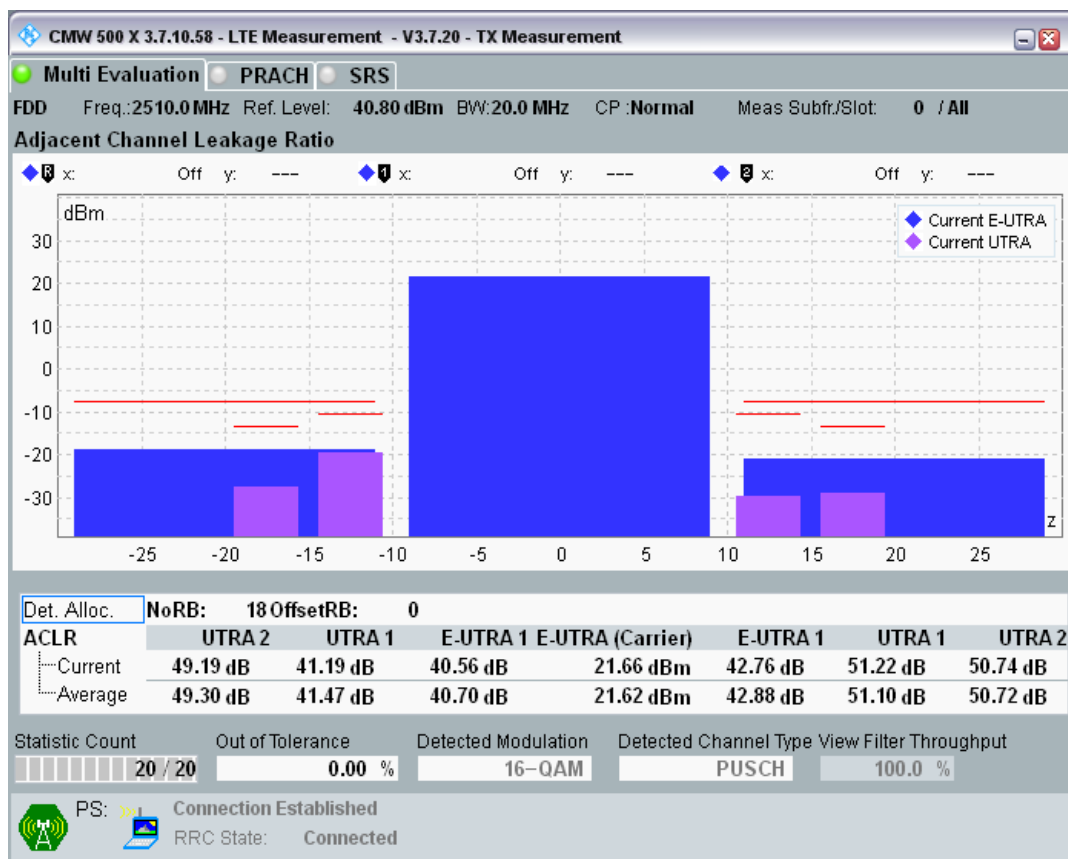 CMW 500 X 3.7.10.58 - LTE Measurement - V3.7.20 - TX Measurement
Multi Evaluation PRACH SRS
FDD Freq.:2510.0 MHz Ref. Level: 40.80 dBm BW:20.0 MHz CP :Normal Meas Subfr./Slot: 0 / All
Adjacent Channel Leakage Ratio
R x: Off y: --- 1 x: Off y: --- 2 x: Off y: ---
dBm
Current E-UTRA
Current UTRA
30
20
10
0
-10
-20
-30
z
-25 -20 -15 -10 -5 0 5 10 15 20 25
Det. Alloc. NoRB: 18 OffsetRB: 0
ACLR UTRA 2 UTRA 1 E-UTRA 1 E-UTRA (Carrier) E-UTRA 1 UTRA 1 UTRA 2
Current 49.19 dB 41.19 dB 40.56 dB 21.66 dBm 42.76 dB 51.22 dB 50.74 dB
Average 49.30 dB 41.47 dB 40.70 dB 21.62 dBm 42.88 dB 51.10 dB 50.72 dB
Statistic Count Out of Tolerance Detected Modulation Detected Channel Type View Filter Throughput
20 / 20 0.00 % 16-QAM PUSCH 100.0 %
PS: Connection Established
RRC State: Connected